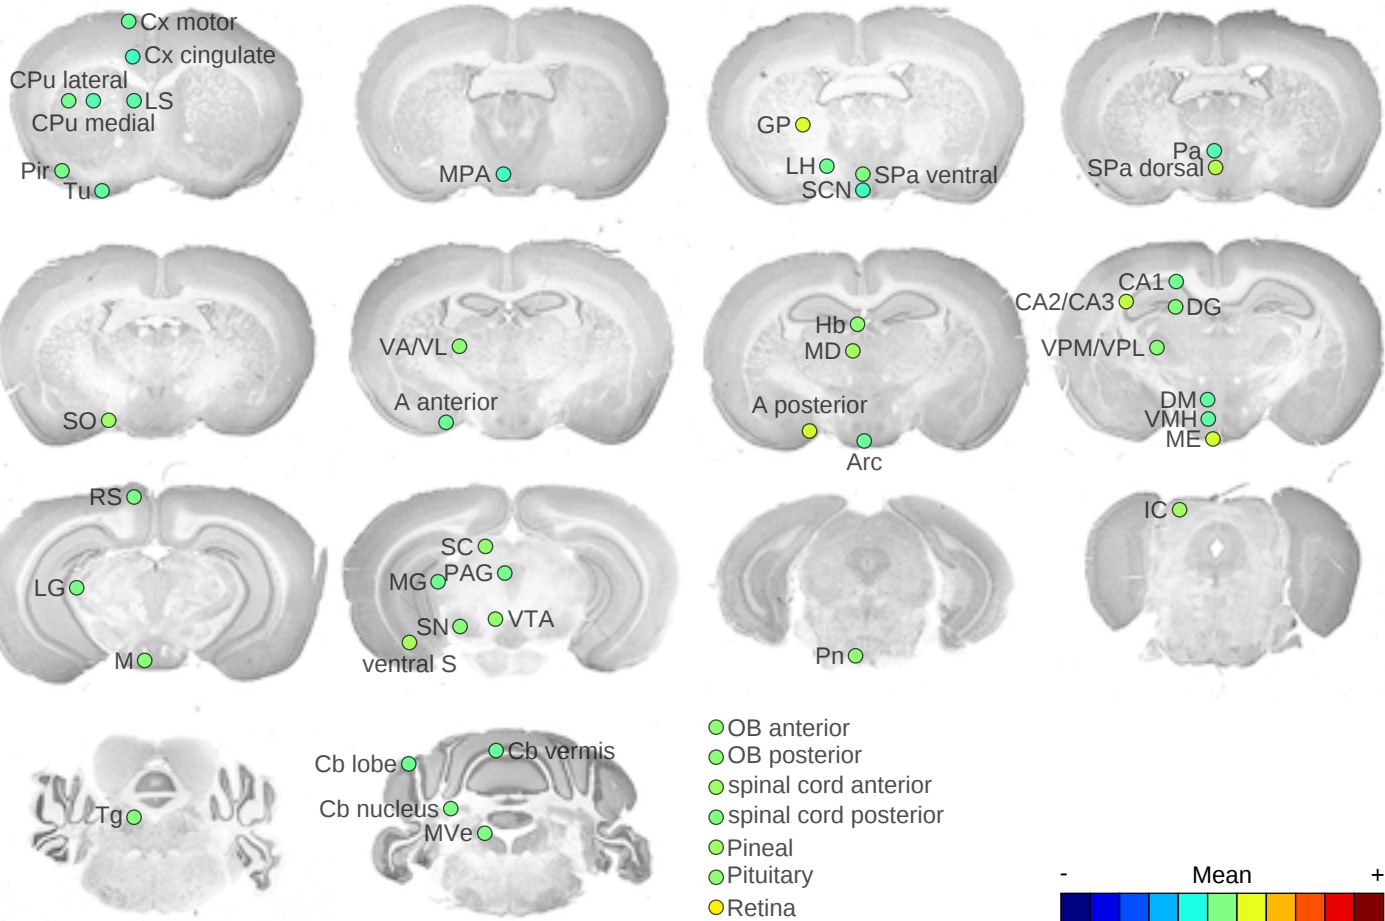 Cx motor
Cx cingulate
CPu lateral
LS
CPu medial
Pir
Tu
MPA
GP
LH
SPa ventral
SCN
Pa
SPa dorsal
SO
VA/VL
A anterior
Hb
MD
A posterior
Arc
CA1
CA2/CA3
DG
VPM/VPL
DM
VMH
ME
RS
LG
M
SC
MG
PAG
SN
VTA
ventral S
Pn
IC
Tg
Cb lobe
Cb vermis
Cb nucleus
MVe
OB anterior
OB posterior
spinal cord anterior
spinal cord posterior
Pineal
Pituitary
Retina
- Mean +